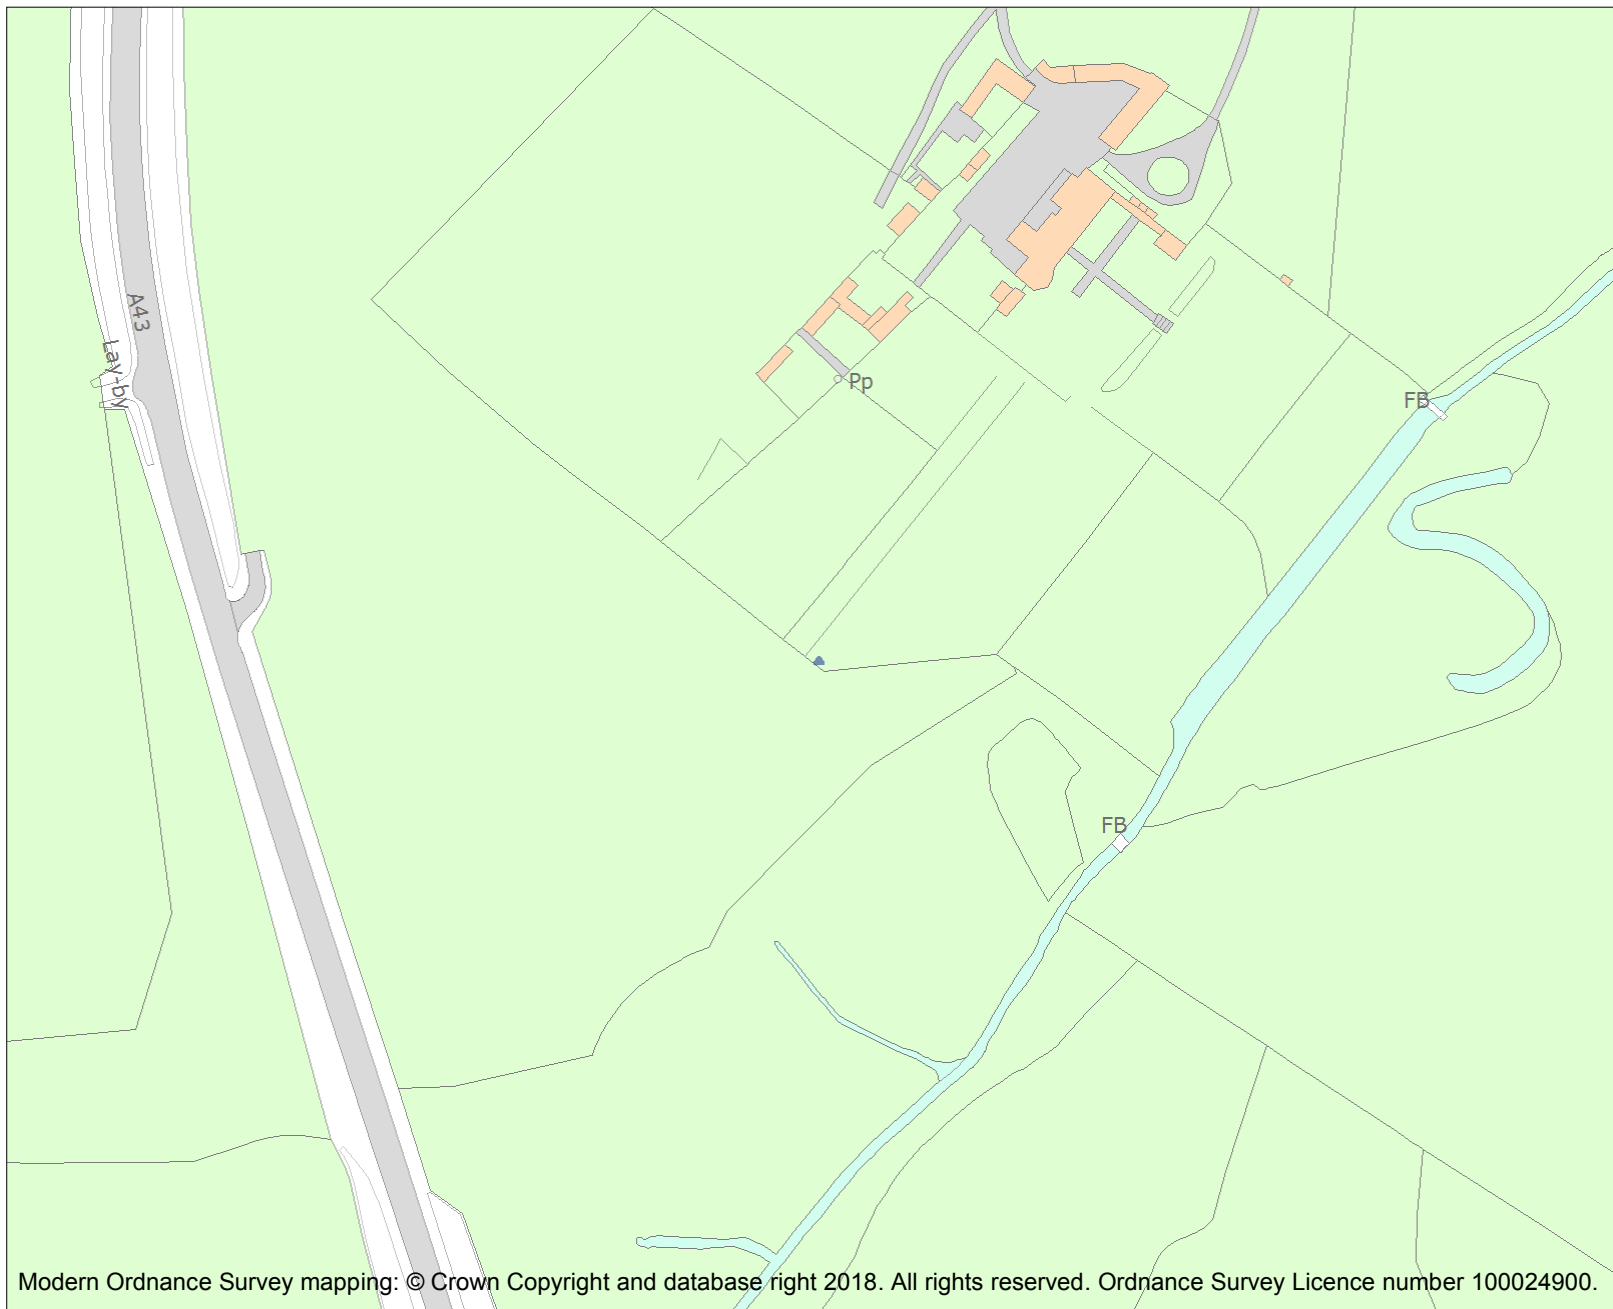 A43
Lay-by
Pp
FB
FB
Modern Ordnance Survey mapping: © Crown Copyright and database right 2018. All rights reserved. Ordnance Survey Licence number 100024900.